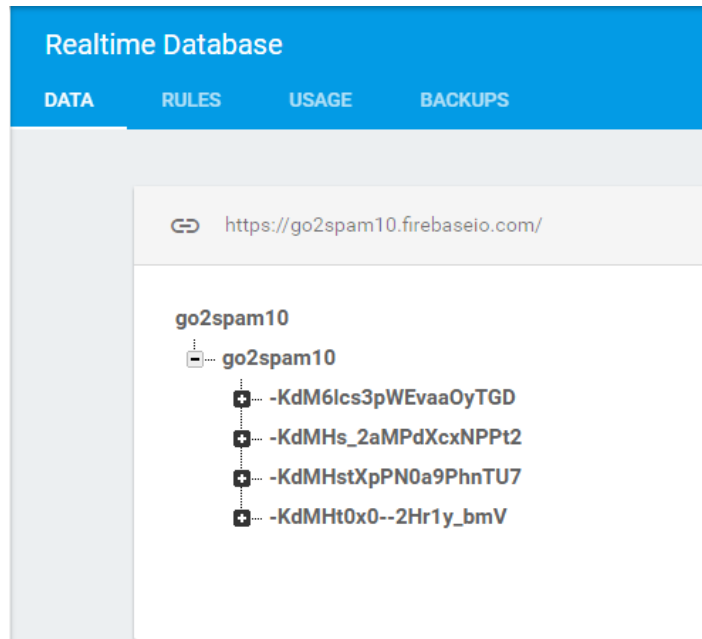 Realtime Database
DATA RULES USAGE BACKUPS
https://go2spam10.firebaseio.com/
go2spam10
go2spam10
-KdM6lcs3pWEvaaOyTGD
-KdMHs_2aMPdXcxNPPt2
-KdMHstXpPN0a9PhnTU7
-KdMHt0x0--2Hr1y_bmV